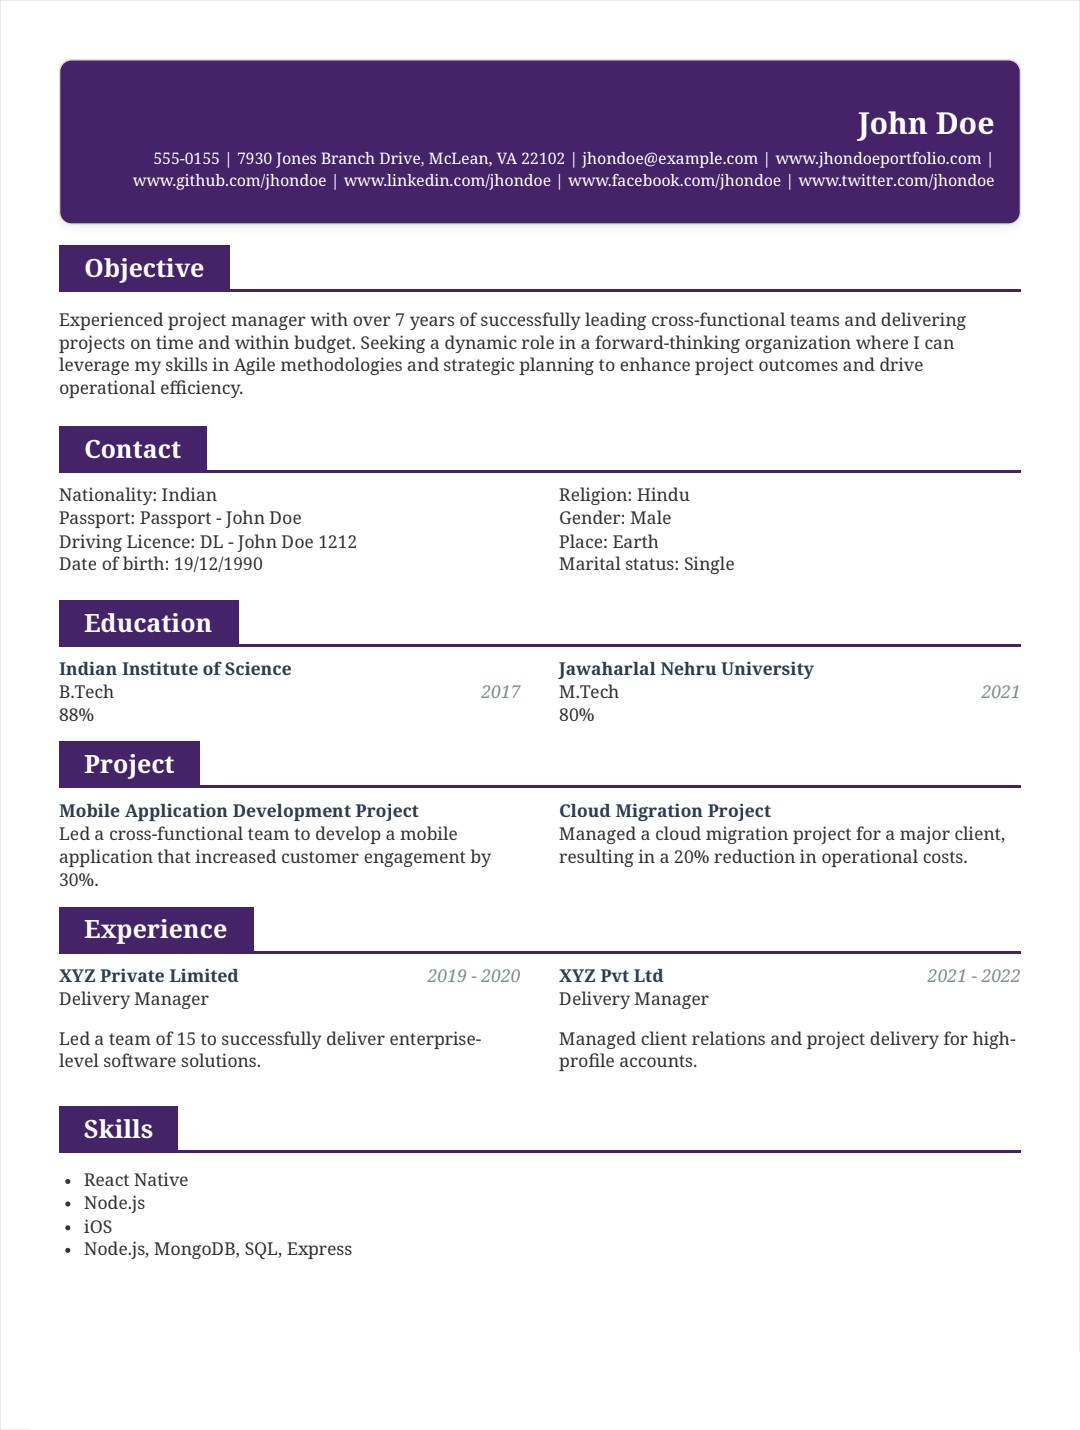 John Doe
555-0155 | 7930 Jones Branch Drive, McLean, VA 22102 | jhondoe@example.com | www.jhondoeportfolio.com |
www.github.com/jhondoe | www.linkedin.com/jhondoe | www.facebook.com/jhondoe | www.twitter.com/jhondoe
Objective
Experienced project manager with over 7 years of successfully leading cross-functional teams and delivering
projects on time and within budget. Seeking a dynamic role in a forward-thinking organization where I can
leverage my skills in Agile methodologies and strategic planning to enhance project outcomes and drive
operational efficiency.
Contact
Nationality: Indian
Passport: Passport - John Doe
Driving Licence: DL - John Doe 1212
Date of birth: 19/12/1990
Religion: Hindu
Gender: Male
Place: Earth
Marital status: Single
Education
Indian Institute of Science
B.Tech 2017
88%
Jawaharlal Nehru University
M.Tech 2021
80%
Project
Mobile Application Development Project
Led a cross-functional team to develop a mobile
application that increased customer engagement by
30%.
Cloud Migration Project
Managed a cloud migration project for a major client,
resulting in a 20% reduction in operational costs.
Experience
XYZ Private Limited 2019 - 2020
Delivery Manager
Led a team of 15 to successfully deliver enterprise-
level software solutions.
XYZ Pvt Ltd 2021 - 2022
Delivery Manager
Managed client relations and project delivery for high-
profile accounts.
Skills
• React Native
• Node.js
• iOS
• Node.js, MongoDB, SQL, Express